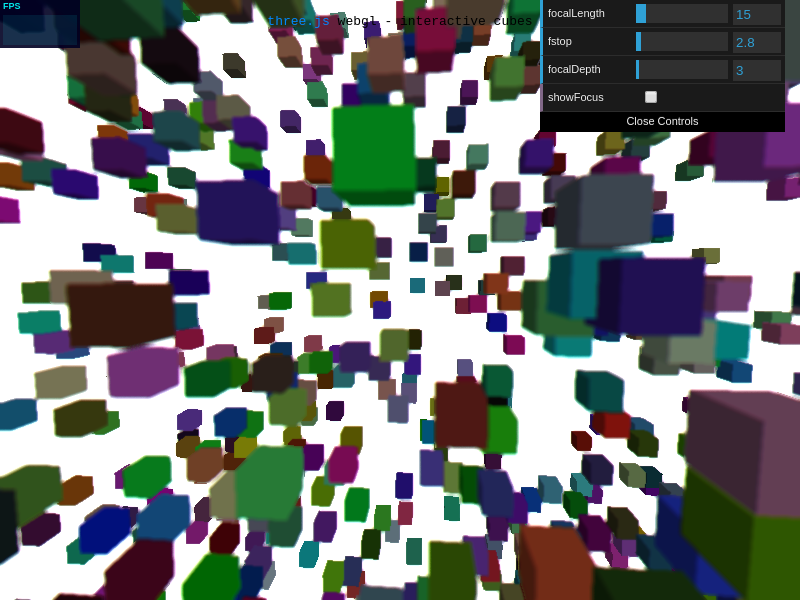 FPS
three.js webgl - interactive cubes
focalLength 15
fstop 2.8
focalDepth 3
showFocus
Close Controls